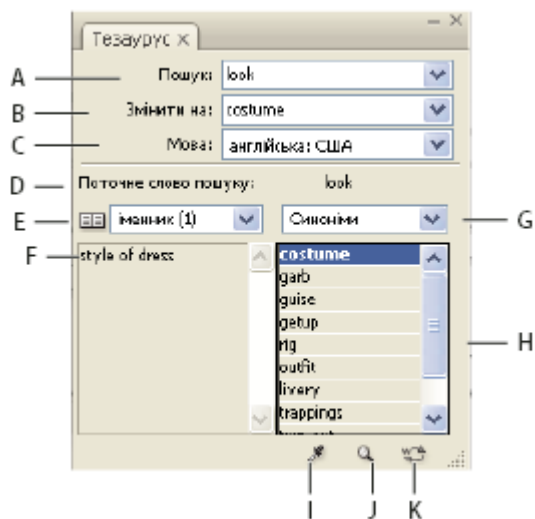 Тезаурус ×
A Пошук: look
B Змінити на: costume
C Мова: англійська: США
D Поточне слово пошуку: look
E іменник (1) Синоніми G
F style of dress costume
garb
guise
getup
rig H
outfit
livery
trappings
I J K